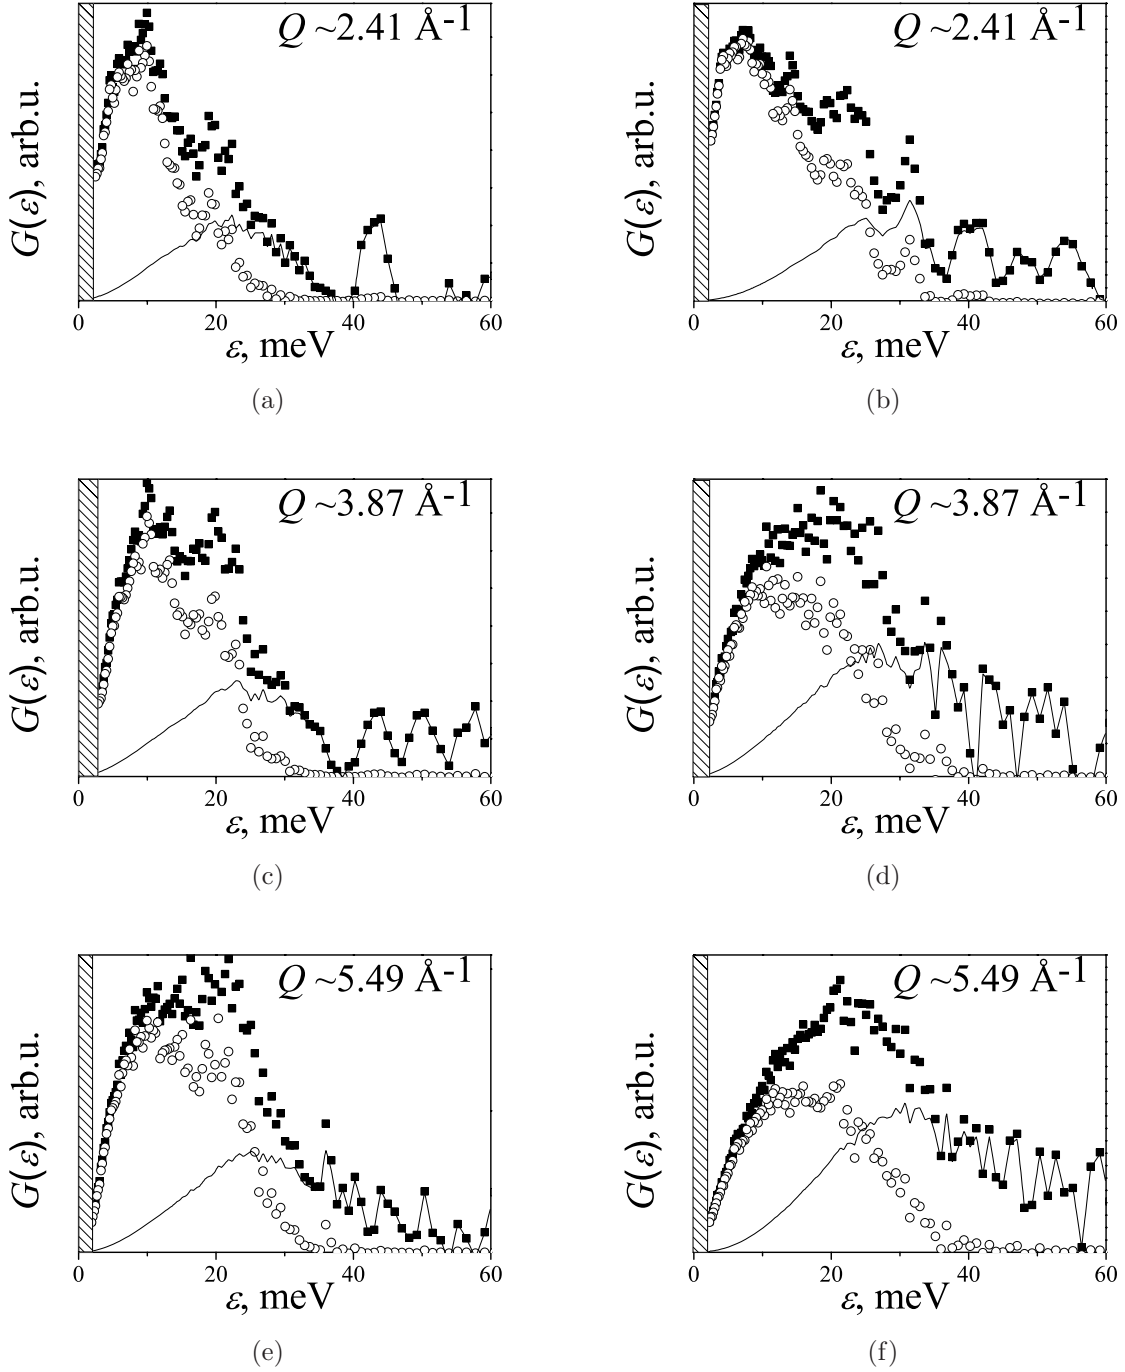 Q ~2.41 Å-1
G(ε), arb.u.
0 20 40 60
ε, meV
(a)
Q ~2.41 Å-1
G(ε), arb.u.
0 20 40 60
ε, meV
(b)
Q ~3.87 Å-1
G(ε), arb.u.
0 20 40 60
ε, meV
(c)
Q ~3.87 Å-1
G(ε), arb.u.
0 20 40 60
ε, meV
(d)
Q ~5.49 Å-1
G(ε), arb.u.
0 20 40 60
ε, meV
(e)
Q ~5.49 Å-1
G(ε), arb.u.
0 20 40 60
ε, meV
(f)